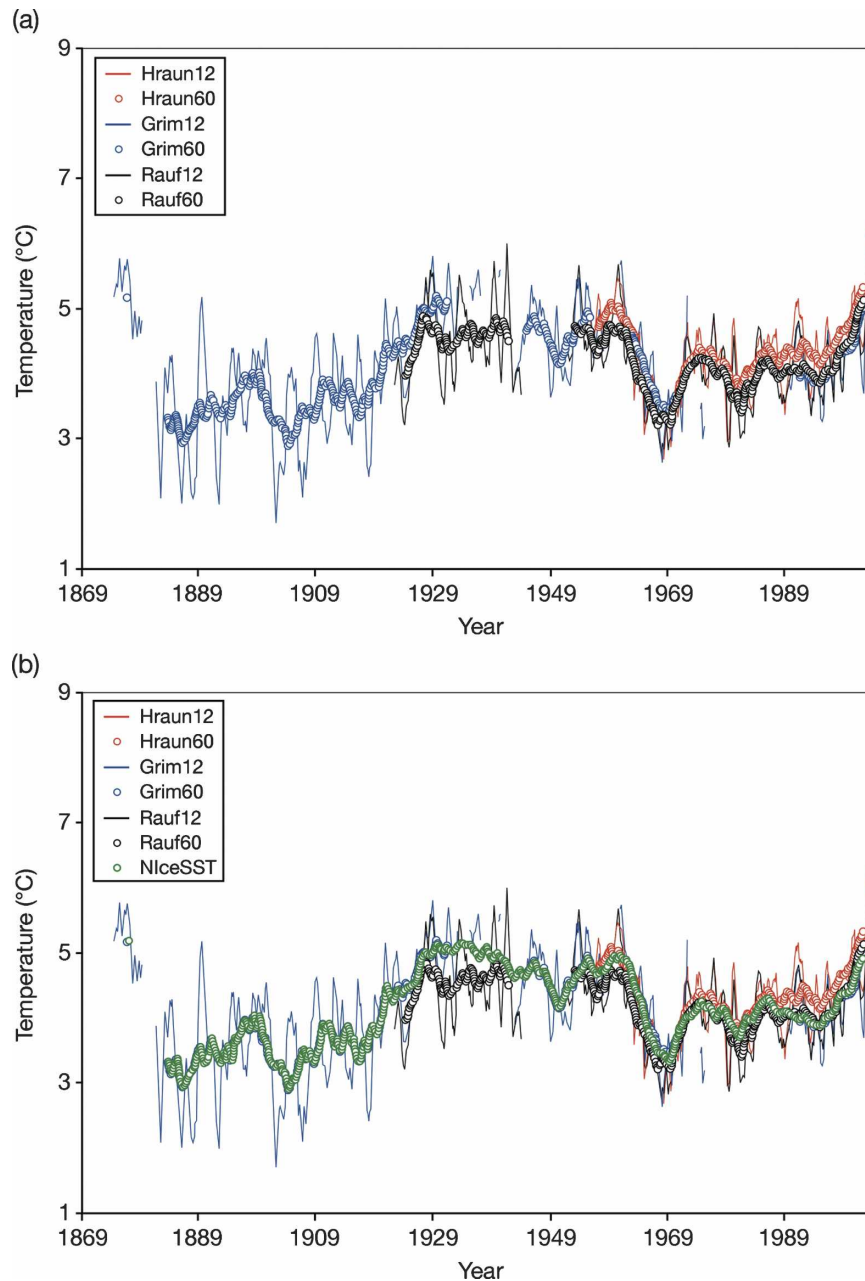 (a)
9
7
5
3
1
Temperature (°C)
Hraun12
Hraun60
Grim12
Grim60
Rauf12
Rauf60
1869 1889 1909 1929 1949 1969 1989
Year
(b)
9
7
5
3
1
Temperature (°C)
Hraun12
Hraun60
Grim12
Grim60
Rauf12
Rauf60
NIceSST
1869 1889 1909 1929 1949 1969 1989
Year